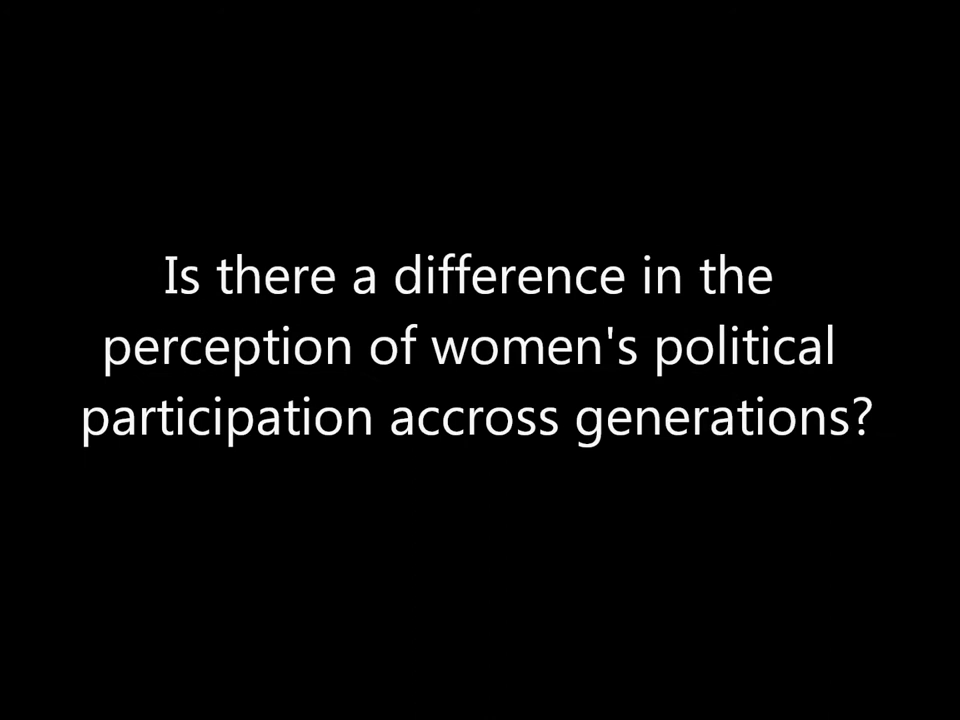 Is there a difference in the
perception of women's political
participation accross generations?